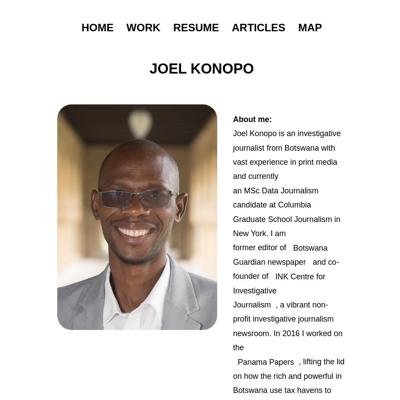 HOME WORK RESUME ARTICLES MAP
JOEL KONOPO
About me:
Joel Konopo is an investigative
journalist from Botswana with
vast experience in print media
and currently
an MSc Data Journalism
candidate at Columbia
Graduate School Journalism in
New York. I am
former editor of Botswana
Guardian newspaper and co-
founder of INK Centre for
Investigative
Journalism , a vibrant non-
profit investigative journalism
newsroom. In 2016 I worked on
the
Panama Papers , lifting the lid
on how the rich and powerful in
Botswana use tax havens to